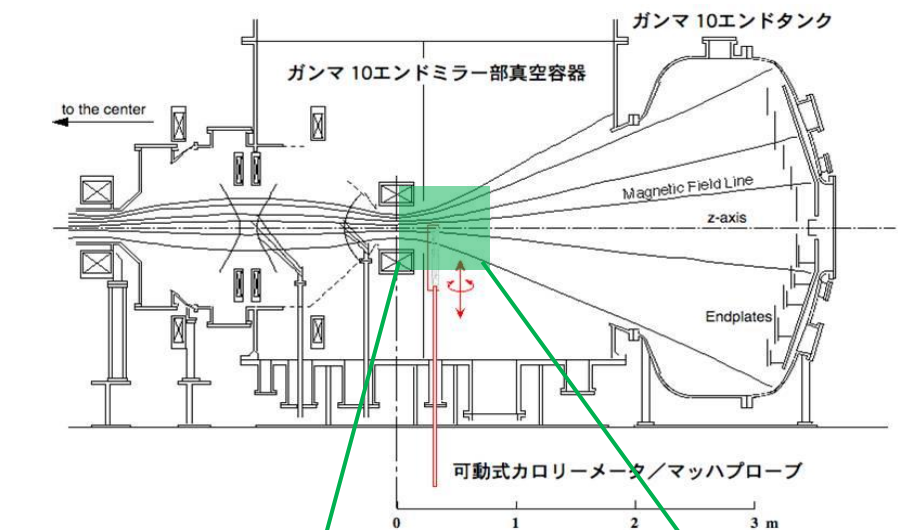 ガンマ 10エンドタンク
ガンマ 10エンドミラー部真空容器
to the center
Magnetic Field Line
z-axis
Endplates
可動式カロリーメータ／マッハプローブ
0 1 2 3 m